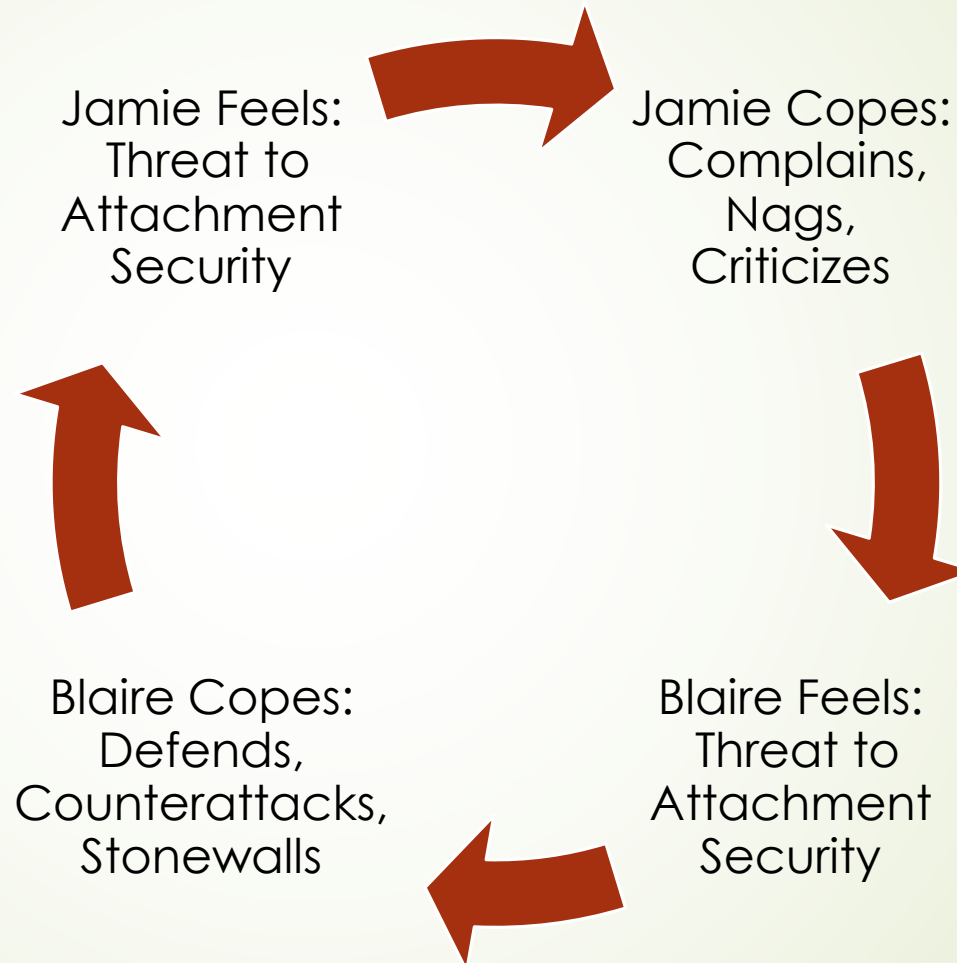 Jamie Feels:
Threat to
Attachment
Security
Jamie Copes:
Complains,
Nags,
Criticizes
Blaire Feels:
Threat to
Attachment
Security
Blaire Copes:
Defends,
Counterattacks,
Stonewalls